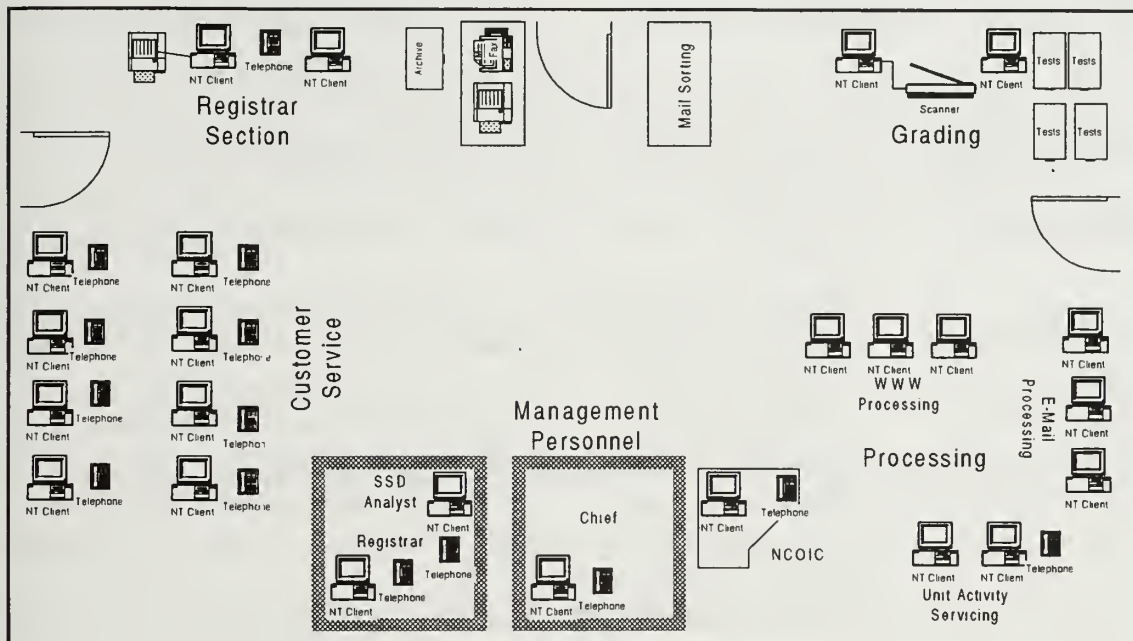 NT Client
Telephone
NT Client
Registrar
Section
Archive
Fax
Mail Sorting
NT Client
Scanner
NT Client
Grading
Tests
Tests
Tests
Tests
NT Client
Telephone
NT Client
Telephone
NT Client
Telephone
NT Client
Telephone
NT Client
Telephone
NT Client
Telephone
NT Client
Telephone
NT Client
Telephone
Customer
Service
Management
Personnel
SSD
Analyst
NT Client
Registrar
Telephone
NT Client
Telephone
Chief
NT Client
Telephone
NT Client
Telephone
NCOIC
NT Client
NT Client
NT Client
WWW
Processing
NT Client
NT Client
NT Client
E-Mail
Processing
Processing
NT Client
NT Client
Telephone
Unit Activity
Servicing